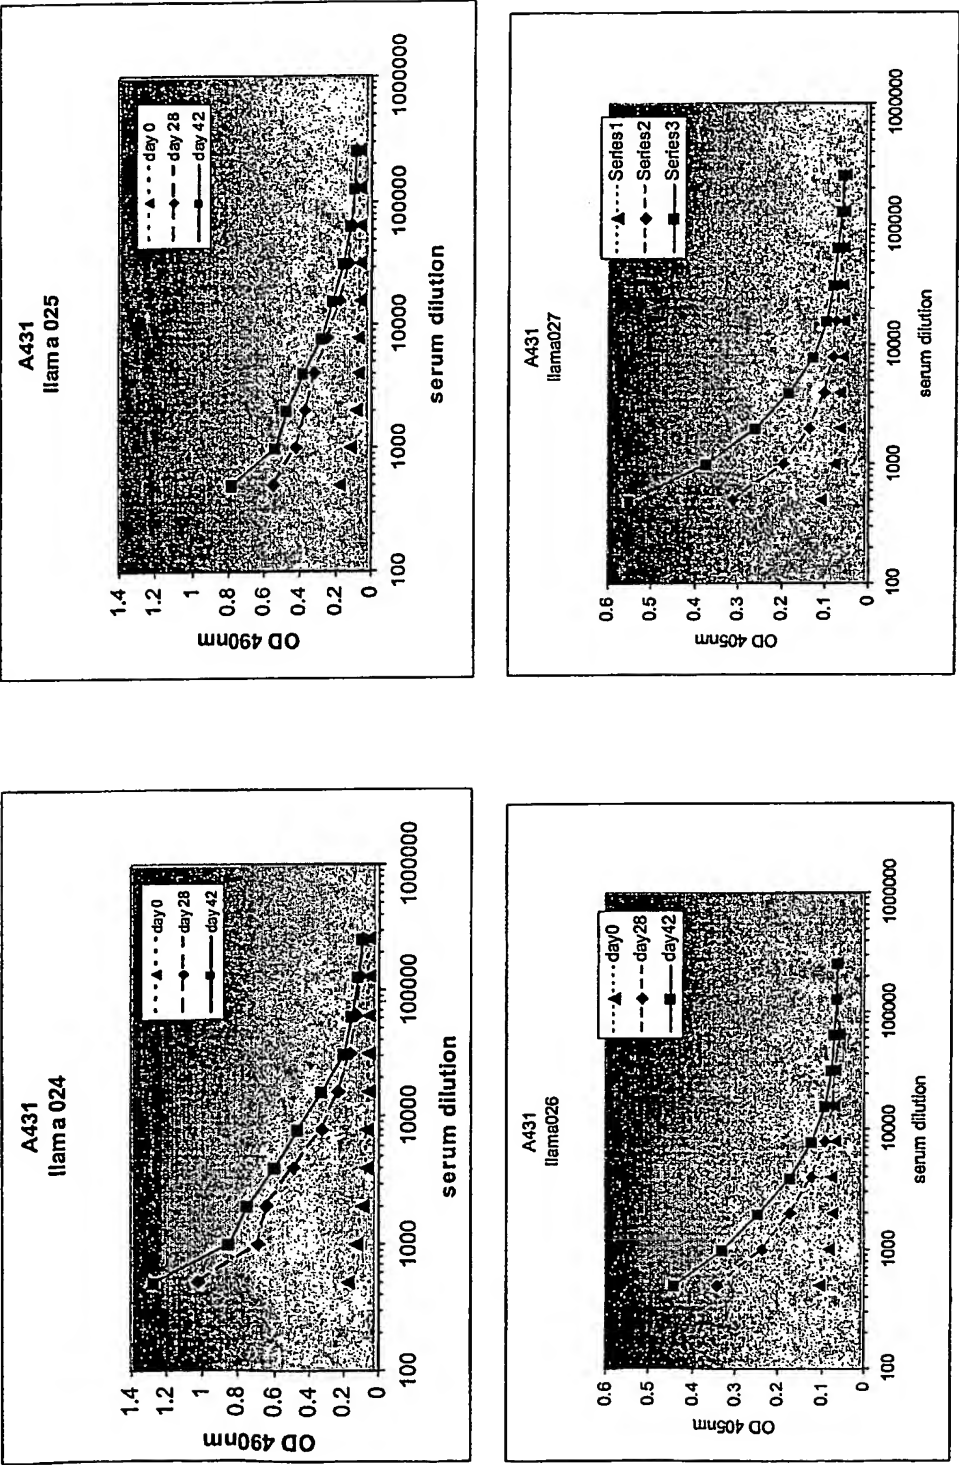 A431
llama 024
1.4
1.2
1
0.8
0.6
0.4
0.2
0
OD 490nm
day 0
day 28
day 42
100
1000
10000
100000
1000000
serum dilution
A431
llama 025
1.4
1.2
1
0.8
0.6
0.4
0.2
0
OD 490nm
day 0
day 28
day 42
100
1000
10000
100000
1000000
serum dilution
A431
llama026
0.6
0.5
0.4
0.3
0.2
0.1
0
OD 405nm
day0
day28
day42
100
1000
10000
100000
1000000
serum dilution
A431
llama027
0.6
0.5
0.4
0.3
0.2
0.1
0
OD 405nm
Series1
Series2
Series3
100
1000
10000
100000
1000000
serum dilution